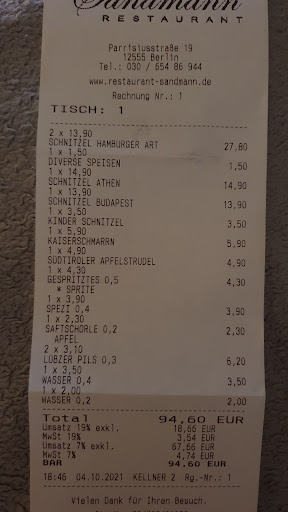 Sandmann
RESTAURANT
Parrisiusstraße 19
12555 Berlin
Tel.: 030 / 654 86 944
www.restaurant-sandmann.de
Rechnung Nr.: 1
TISCH: 1
2 x 13,90
SCHNITZEL HAMBURGER ART 27,80
1 x 1,50
DIVERSE SPEISEN 1,50
1 x 14,90
SCHNITZEL ATHEN 14,90
1 x 13,90
SCHNITZEL BUDAPEST 13,90
1 x 3,50
KINDER SCHNITZEL 3,50
1 x 5,90
KAISERSCHMARRN 5,90
1 x 4,90
SÜDTIROLER APFELSTRUDEL 4,90
1 x 4,30
GESPRITZTES 0,5 4,30
* SPRITE
1 x 3,90
SPEZI 0,4 3,90
1 x 2,30
SAFTSCHORLE 0,2 2,30
APFEL
2 x 3,10
LÜBZER PILS 0,3 6,20
1 x 3,50
WASSER 0,4 3,50
1 x 2,00
WASSER 0,2 2,00
Total 94,60 EUR
Umsatz 19% exkl. 18,66 EUR
MwSt 19% 3,54 EUR
Umsatz 7% exkl. 67,66 EUR
MwSt 7% 4,74 EUR
BAR 94,60 EUR
18:46 04.10.2021 KELLNER 2 Rg.-Nr.: 1
Vielen Dank für Ihren Besuch.